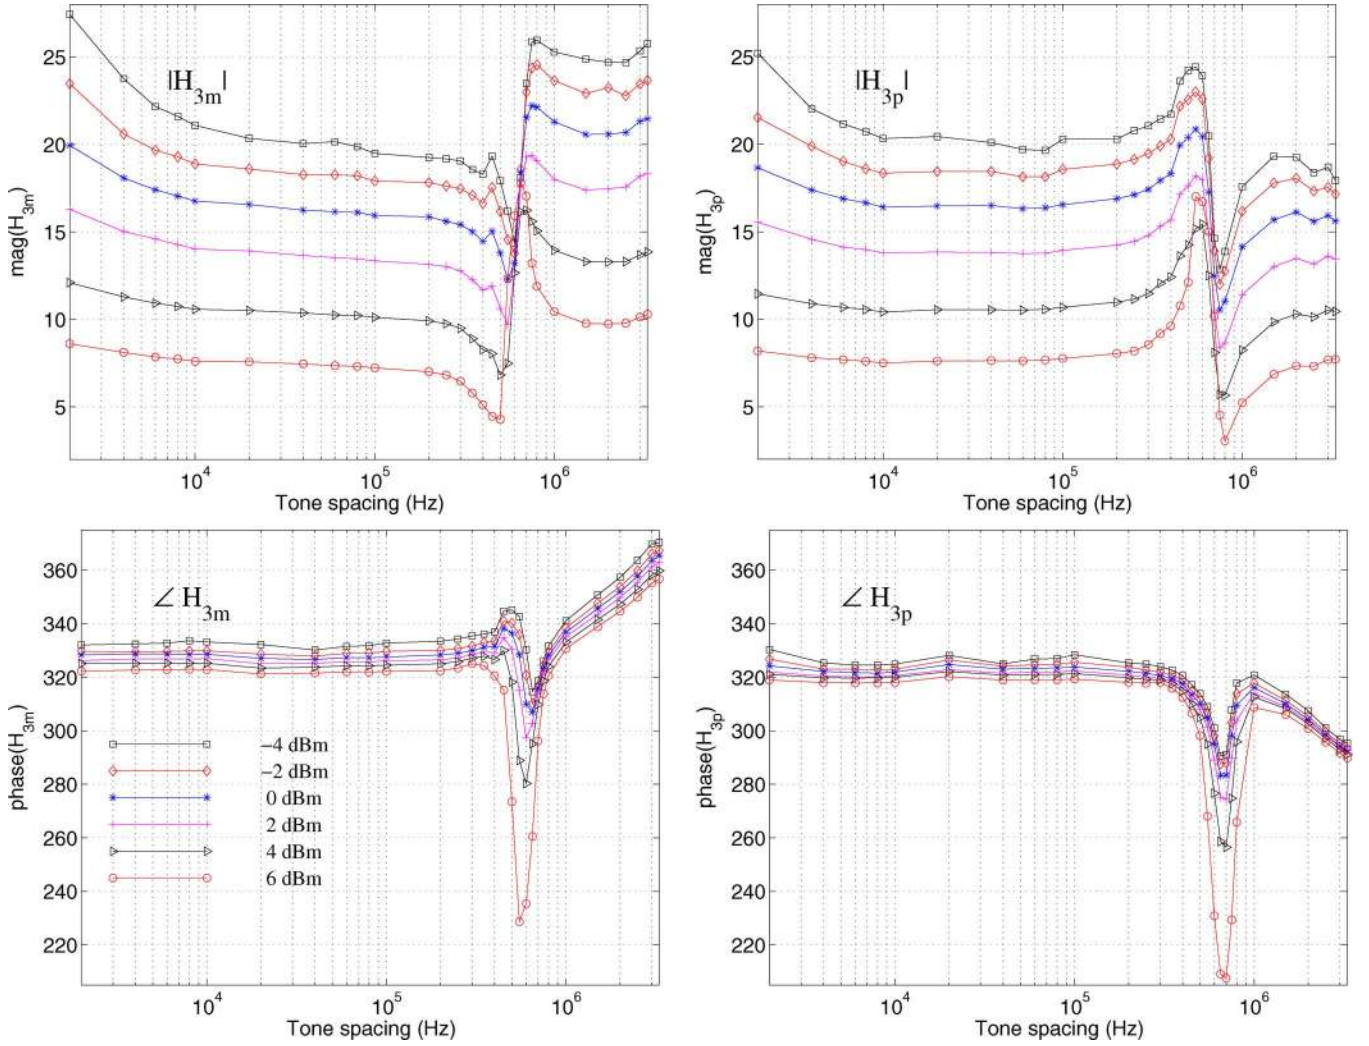 25
20
15
10
5
|H3m|
mag(H3m)
10^4
10^5
10^6
Tone spacing (Hz)
25
20
15
10
5
|H3p|
mag(H3p)
10^4
10^5
10^6
Tone spacing (Hz)
360
340
320
300
280
260
240
220
∠ H3m
phase(H3m)
−4 dBm
−2 dBm
0 dBm
2 dBm
4 dBm
6 dBm
10^4
10^5
10^6
Tone spacing (Hz)
360
340
320
300
280
260
240
220
∠ H3p
phase(H3p)
10^4
10^5
10^6
Tone spacing (Hz)